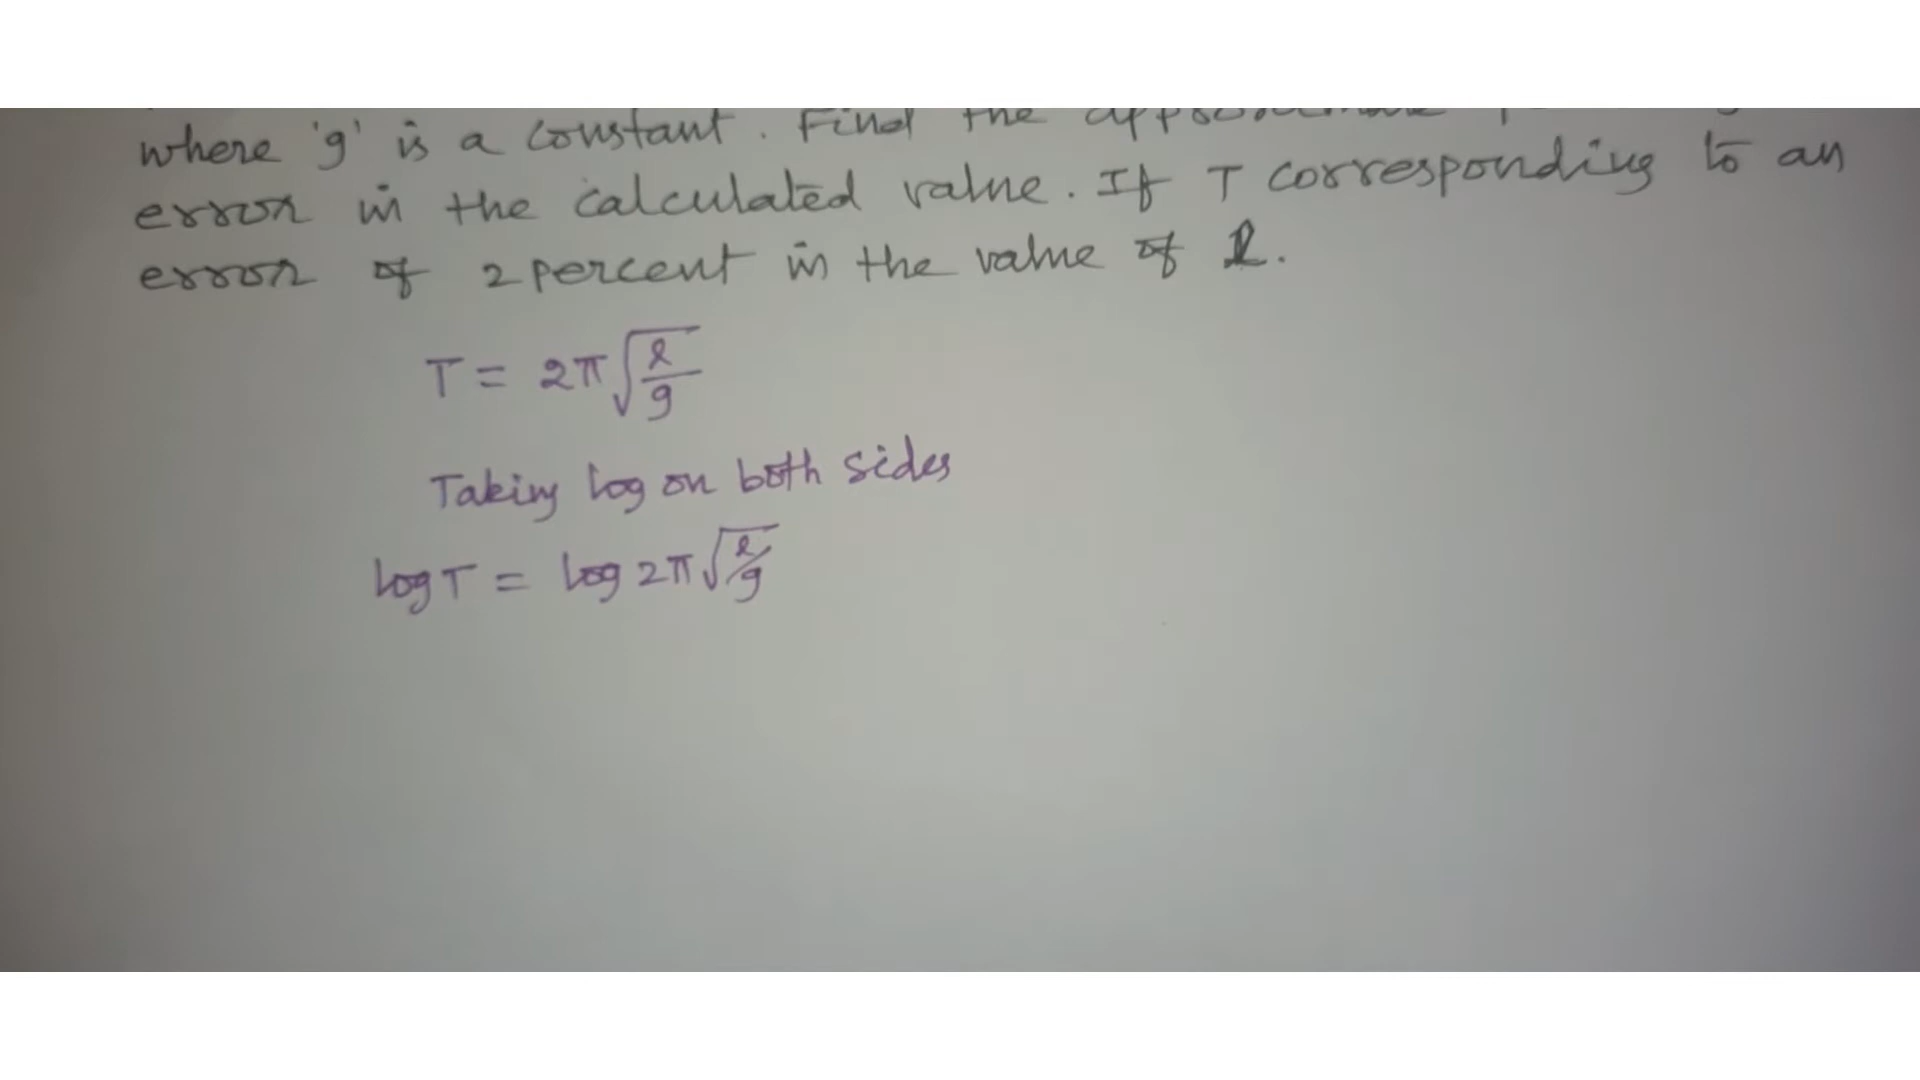 where 'g' is a constant. Find the
error in the calculated value. If T corresponding to an
error of 2 percent in the value of l.
T = 2π√(l/g)
Taking log on both sides
log T = log 2π√(l/g)